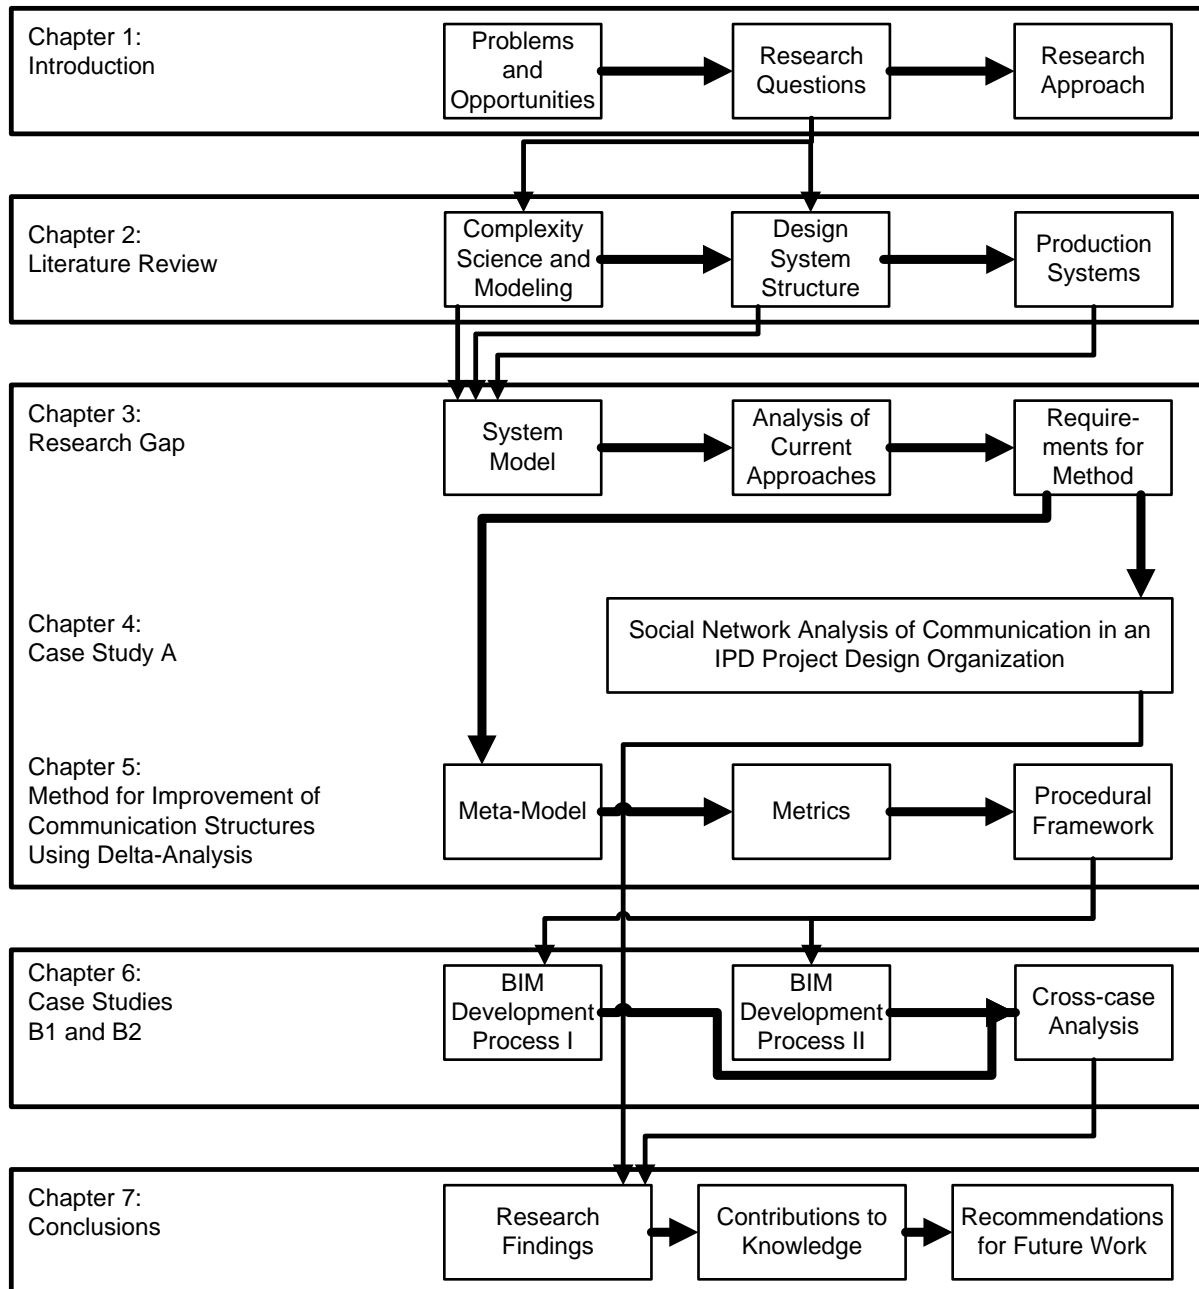 Chapter 1:
Introduction
Problems
and
Opportunities
Research
Questions
Research
Approach
Chapter 2:
Literature Review
Complexity
Science and
Modeling
Design
System
Structure
Production
Systems
Chapter 3:
Research Gap
System
Model
Analysis of
Current
Approaches
Require-
ments for
Method
Chapter 4:
Case Study A
Social Network Analysis of Communication in an
IPD Project Design Organization
Chapter 5:
Method for Improvement of
Communication Structures
Using Delta-Analysis
Meta-Model
Metrics
Procedural
Framework
Chapter 6:
Case Studies
B1 and B2
BIM
Development
Process I
BIM
Development
Process II
Cross-case
Analysis
Chapter 7:
Conclusions
Research
Findings
Contributions to
Knowledge
Recommendations
for Future Work